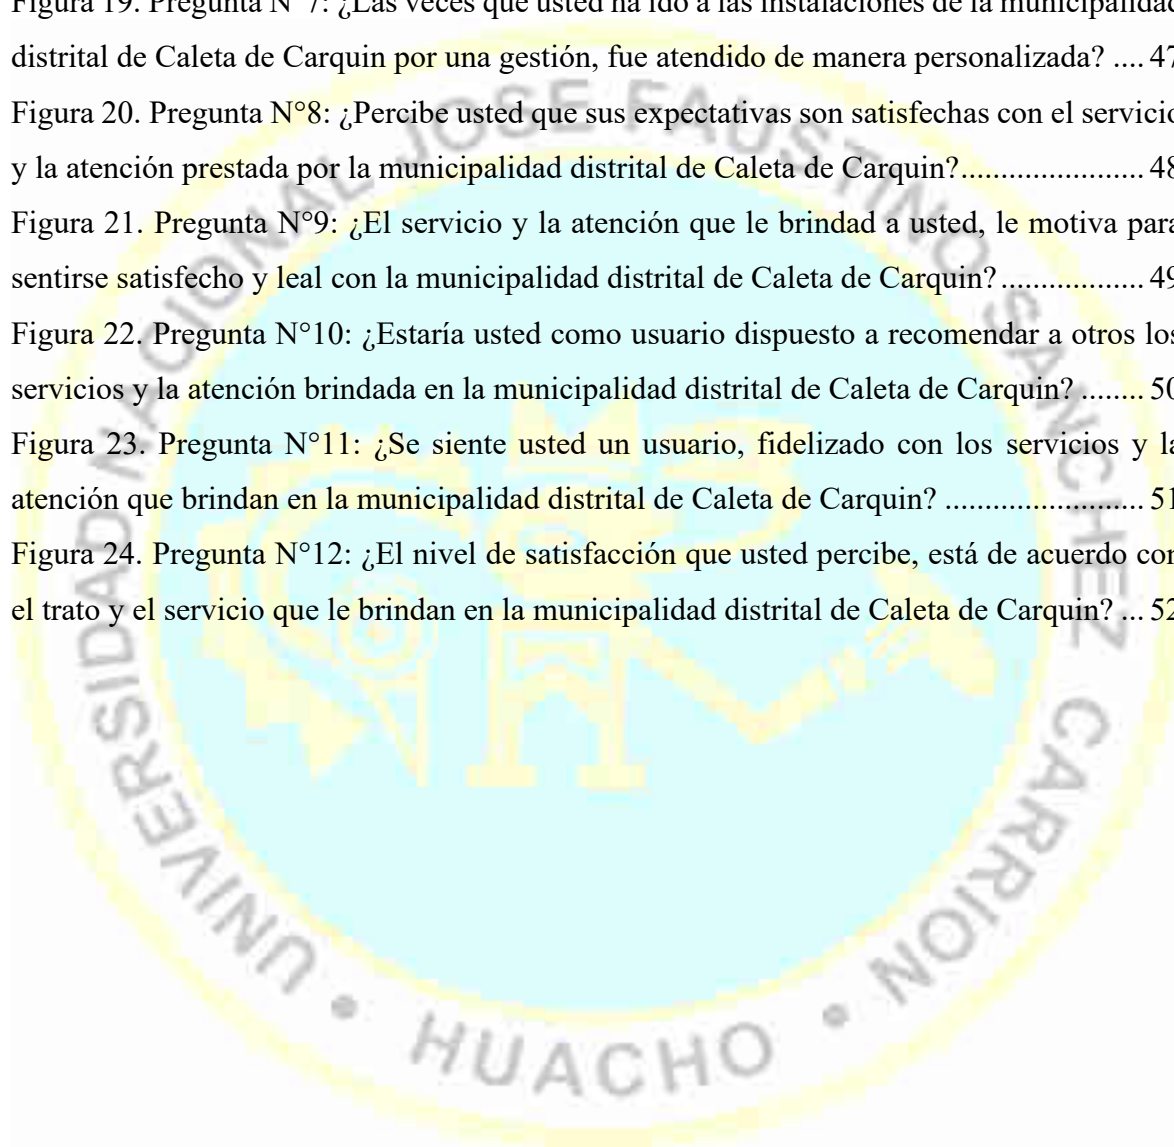 Figura 19. Pregunta N°7: ¿Las veces que usted ha ido a las instalaciones de la municipalidad
distrital de Caleta de Carquin por una gestión, fue atendido de manera personalizada? .... 47
Figura 20. Pregunta N°8: ¿Percibe usted que sus expectativas son satisfechas con el servicio
y la atención prestada por la municipalidad distrital de Caleta de Carquin?....................... 48
Figura 21. Pregunta N°9: ¿El servicio y la atención que le brindad a usted, le motiva para
sentirse satisfecho y leal con la municipalidad distrital de Caleta de Carquin?.................. 49
Figura 22. Pregunta N°10: ¿Estaría usted como usuario dispuesto a recomendar a otros los
servicios y la atención brindada en la municipalidad distrital de Caleta de Carquin? ........ 50
Figura 23. Pregunta N°11: ¿Se siente usted un usuario, fidelizado con los servicios y la
atención que brindan en la municipalidad distrital de Caleta de Carquin? ......................... 51
Figura 24. Pregunta N°12: ¿El nivel de satisfacción que usted percibe, está de acuerdo con
el trato y el servicio que le brindan en la municipalidad distrital de Caleta de Carquin? ... 52
UNIVERSIDAD NACIONAL JOSE FAUSTINO SANCHEZ CARRION • HUACHO •